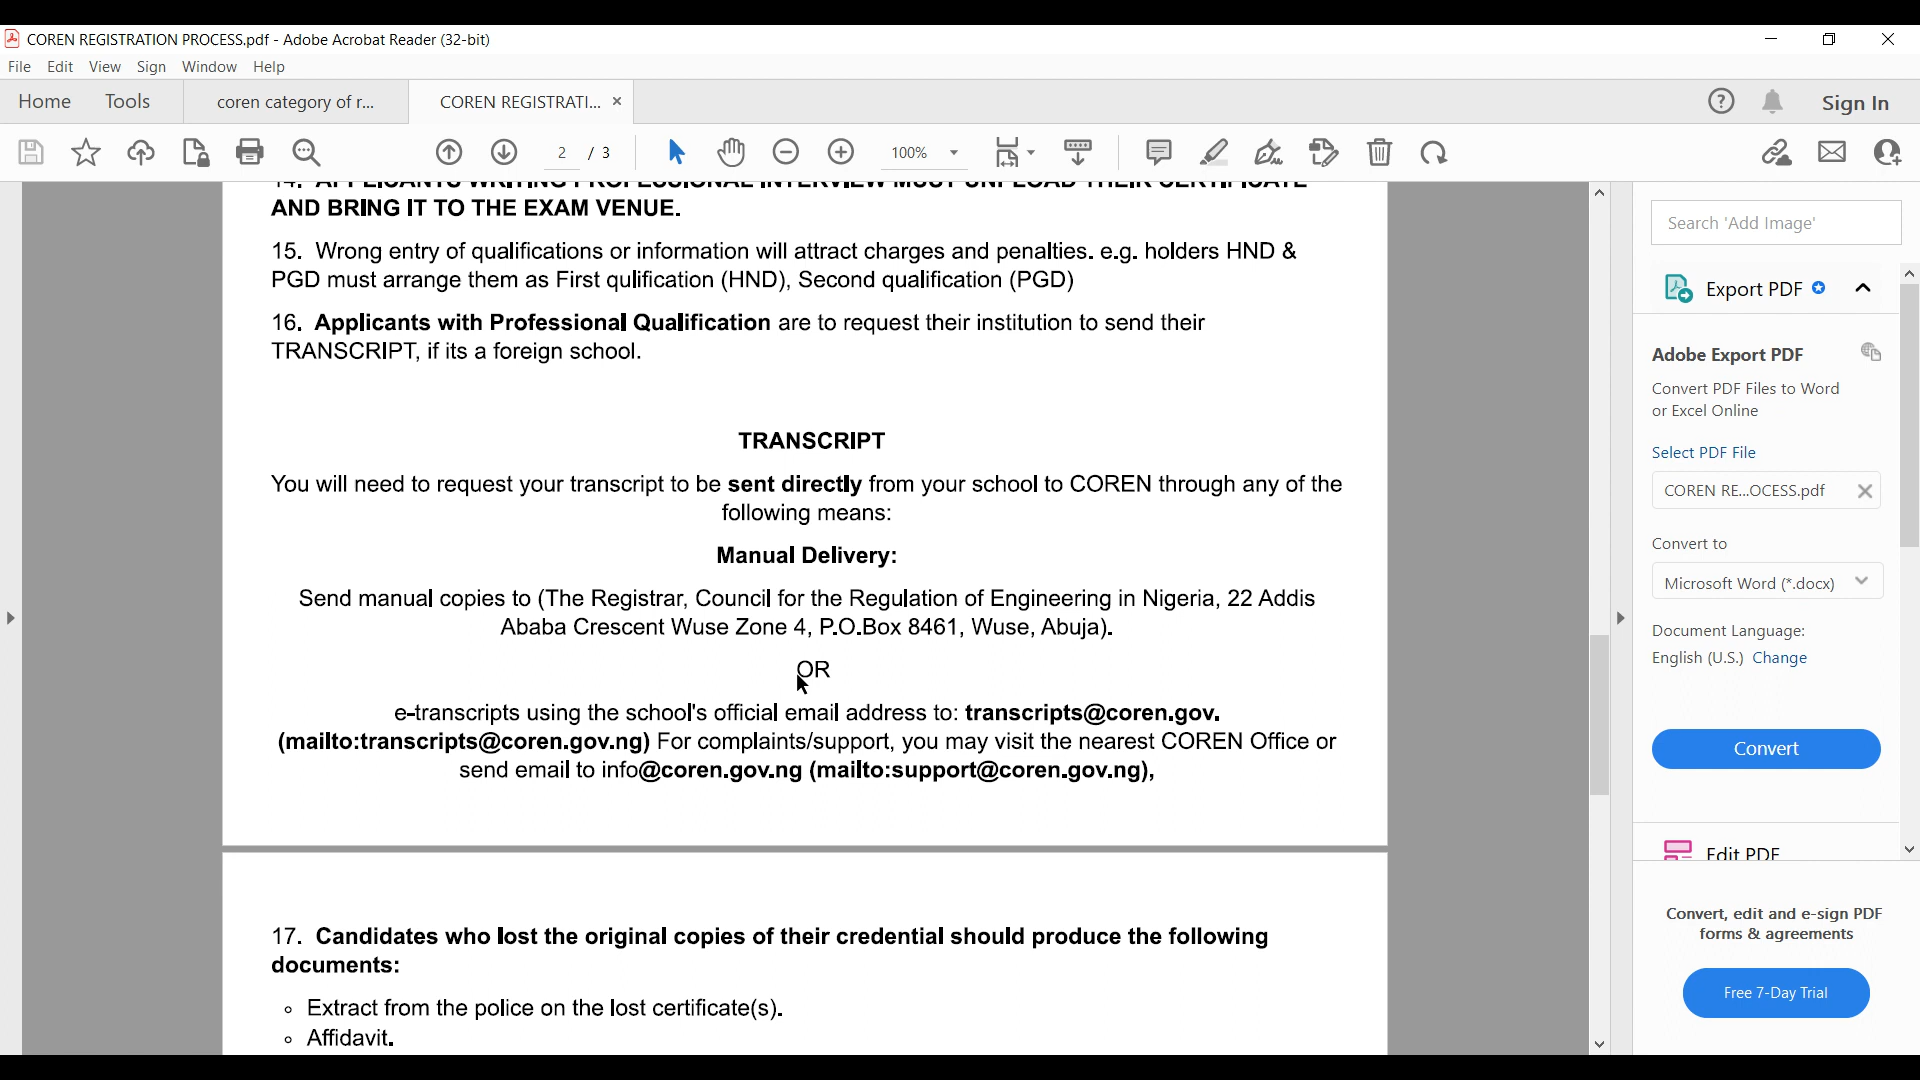 COREN REGISTRATION PROCESS.pdf - Adobe Acrobat Reader (32-bit)
File Edit View Sign Window Help
Home Tools coren category of r... COREN REGISTRATI... × Sign In
2 / 3 100%
14. APPLICANTS WRITING PROFESSIONAL INTERVIEW MUST UNPLOAD THEIR CERTIFICATE
AND BRING IT TO THE EXAM VENUE.
15. Wrong entry of qualifications or information will attract charges and penalties. e.g. holders HND &
PGD must arrange them as First qulification (HND), Second qualification (PGD)
16. Applicants with Professional Qualification are to request their institution to send their
TRANSCRIPT, if its a foreign school.
TRANSCRIPT
You will need to request your transcript to be sent directly from your school to COREN through any of the
following means:
Manual Delivery:
Send manual copies to (The Registrar, Council for the Regulation of Engineering in Nigeria, 22 Addis
Ababa Crescent Wuse Zone 4, P.O.Box 8461, Wuse, Abuja).
OR
e-transcripts using the school's official email address to: transcripts@coren.gov.
(mailto:transcripts@coren.gov.ng) For complaints/support, you may visit the nearest COREN Office or
send email to info@coren.gov.ng (mailto:support@coren.gov.ng),
17. Candidates who lost the original copies of their credential should produce the following
documents:
◦ Extract from the police on the lost certificate(s).
◦ Affidavit.
Search 'Add Image'
Export PDF
Adobe Export PDF
Convert PDF Files to Word
or Excel Online
Select PDF File
COREN RE...OCESS.pdf
Convert to
Microsoft Word (*.docx)
Document Language:
English (U.S.) Change
Convert
Edit PDF
Convert, edit and e-sign PDF
forms & agreements
Free 7-Day Trial